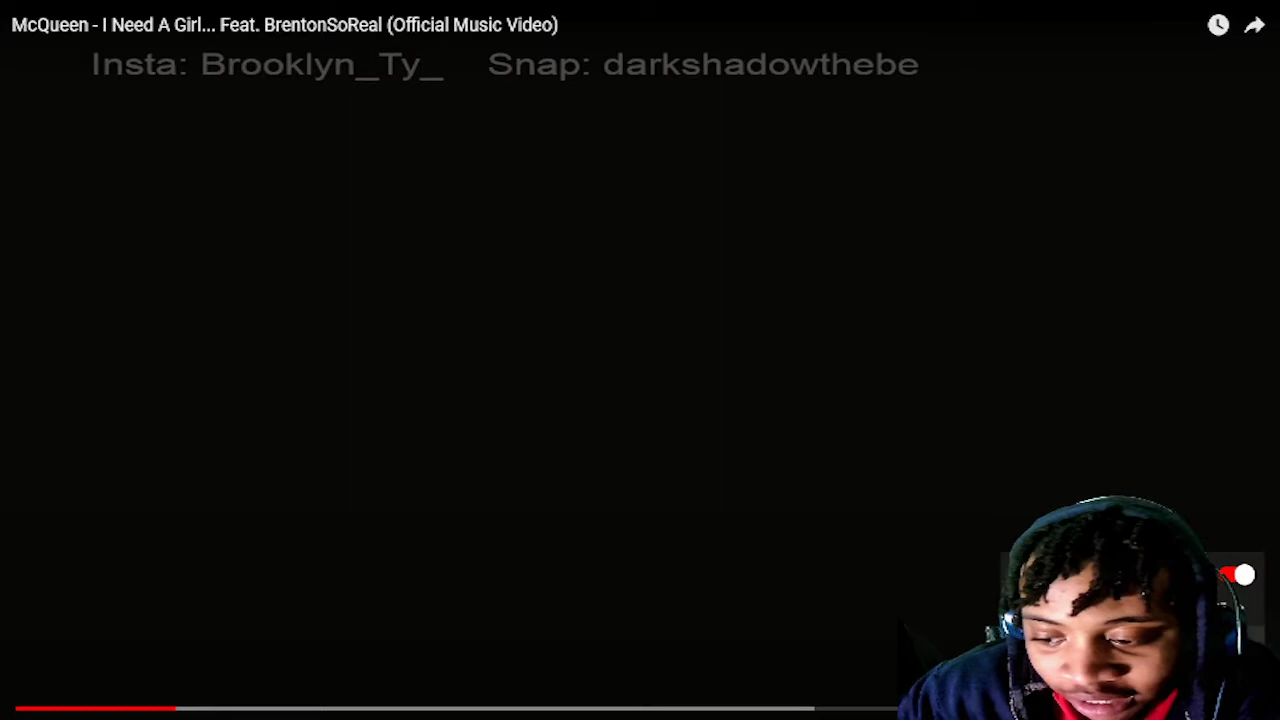 McQueen - I Need A Girl... Feat. BrentonSoReal (Official Music Video)
Insta: Brooklyn_Ty_ Snap: darkshadowthebe